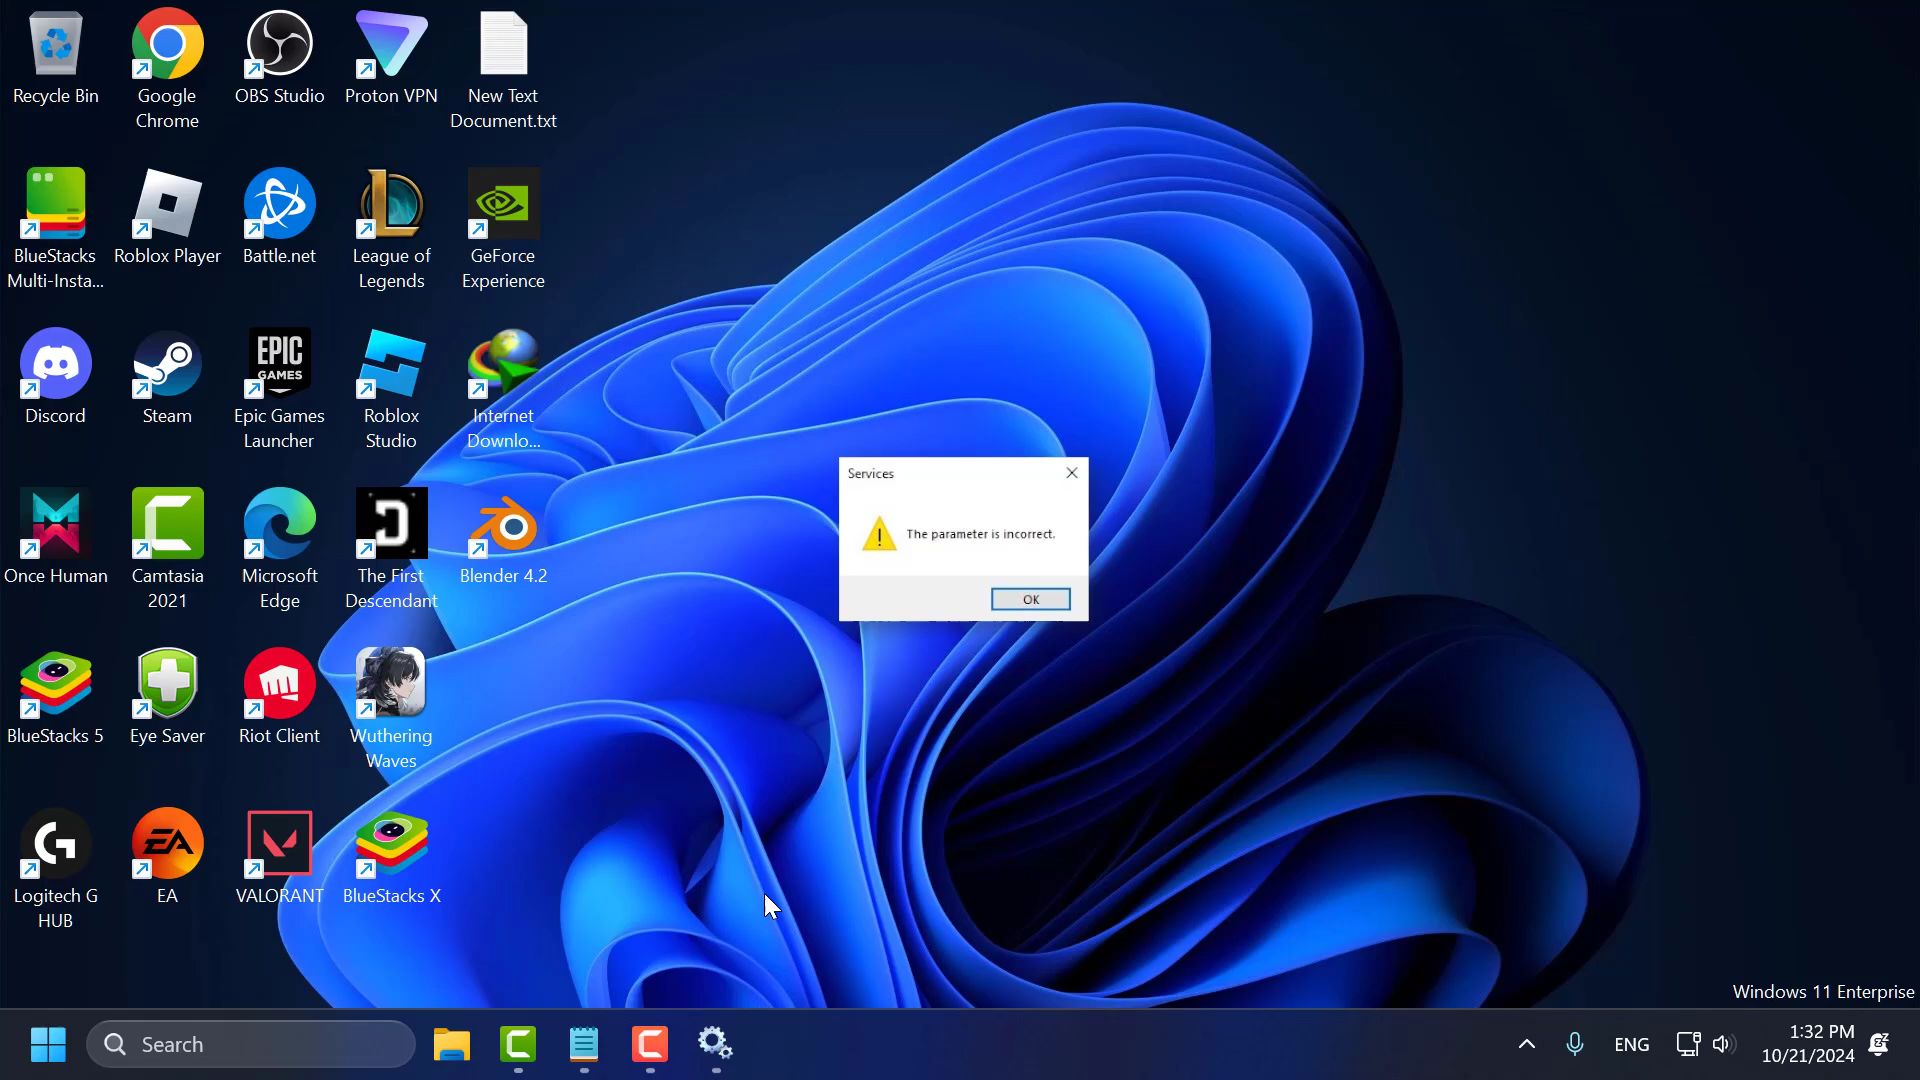 Recycle Bin
Google
Chrome
OBS Studio
Proton VPN
New Text
Document.txt
BlueStacks
Multi-Insta...
Roblox Player
Battle.net
League of
Legends
GeForce
Experience
Discord
Steam
EPIC
GAMES
Epic Games
Launcher
Roblox
Studio
Internet
Downlo...
Once Human
Camtasia
2021
Microsoft
Edge
The First
Descendant
Blender 4.2
Services
The parameter is incorrect.
OK
BlueStacks 5
Eye Saver
Riot Client
Wuthering
Waves
Logitech G
HUB
EA
EA
VALORANT
BlueStacks X
Windows 11 Enterprise
Search
ENG
1:32 PM
10/21/2024